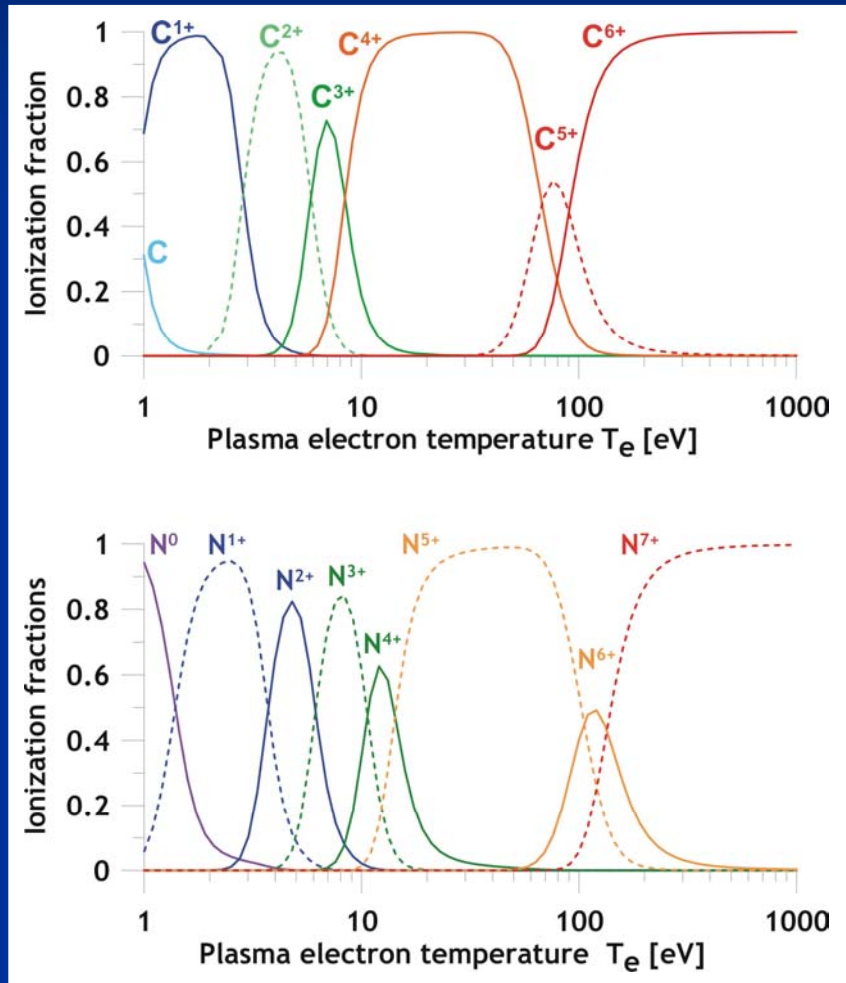 C¹⁺ C²⁺ C⁴⁺ C⁶⁺
C³⁺
C⁵⁺
C
Ionization fraction
1
0.8
0.6
0.4
0.2
0
1 10 100 1000
Plasma electron temperature Tₑ [eV]
N⁰ N¹⁺ N⁵⁺ N⁷⁺
N²⁺ N³⁺
N⁴⁺
N⁶⁺
Ionization fractions
1
0.8
0.6
0.4
0.2
0
1 10 100 1000
Plasma electron temperature Tₑ [eV]